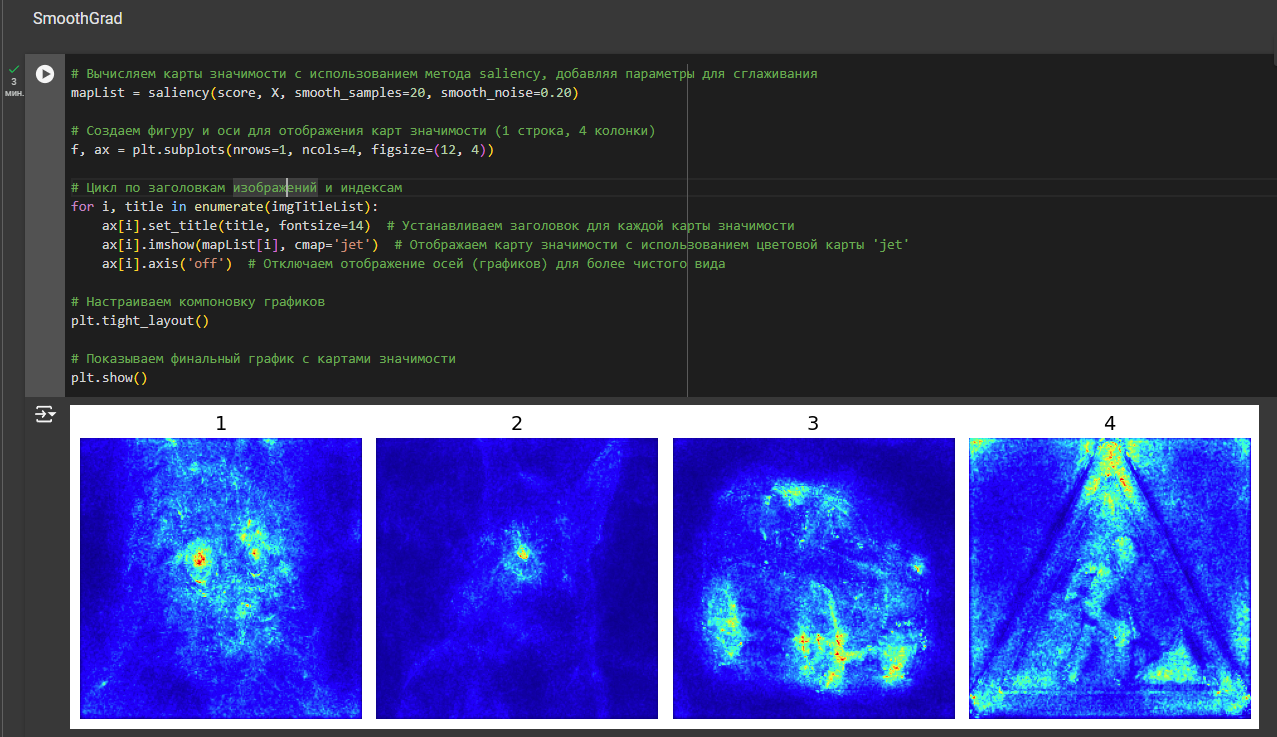 SmoothGrad
3
мин.
# Вычисляем карты значимости с использованием метода saliency, добавляя параметры для сглаживания
mapList = saliency(score, X, smooth_samples=20, smooth_noise=0.20)
# Создаем фигуру и оси для отображения карт значимости (1 строка, 4 колонки)
f, ax = plt.subplots(nrows=1, ncols=4, figsize=(12, 4))
# Цикл по заголовкам изображений и индексам
for i, title in enumerate(imgTitleList):
    ax[i].set_title(title, fontsize=14)  # Устанавливаем заголовок для каждой карты значимости
    ax[i].imshow(mapList[i], cmap='jet')  # Отображаем карту значимости с использованием цветовой карты 'jet'
    ax[i].axis('off')  # Отключаем отображение осей (графиков) для более чистого вида
# Настраиваем компоновку графиков
plt.tight_layout()
# Показываем финальный график с картами значимости
plt.show()
1 2 3 4